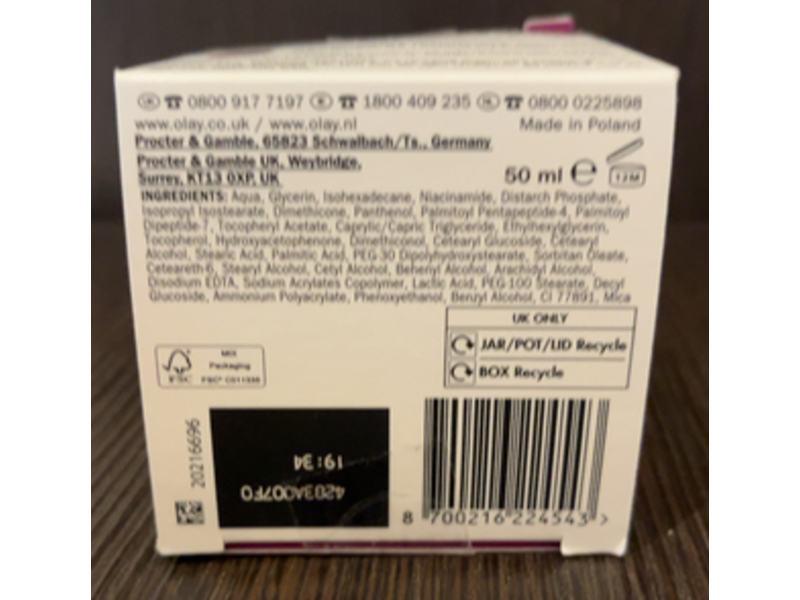 UK ☎ 0800 917 7197 ☎ 1800 409 235 ☎ 0800 0225898
www.olay.co.uk / www.olay.nl Made in Poland
Procter & Gamble, 65823 Schwalbach/Ts., Germany
Procter & Gamble UK, Weybridge,
Surrey, KT13 0XP, UK 50 ml ℮ 12M
INGREDIENTS: Aqua, Glycerin, Isohexadecane, Niacinamide, Distarch Phosphate,
Isopropyl Isostearate, Dimethicone, Panthenol, Palmitoyl Pentapeptide-4, Palmitoyl
Dipeptide-7, Tocopheryl Acetate, Caprylic/Capric Triglyceride, Ethylhexylglycerin,
Tocopherol, Hydroxyacetophenone, Dimethiconol, Cetearyl Glucoside, Cetearyl
Alcohol, Stearic Acid, Palmitic Acid, PEG-30 Dipolyhydroxystearate, Sorbitan Oleate,
Ceteareth-6, Stearyl Alcohol, Cetyl Alcohol, Behenyl Alcohol, Arachidyl Alcohol,
Disodium EDTA, Sodium Acrylates Copolymer, Lactic Acid, PEG-100 Stearate, Decyl
Glucoside, Ammonium Polyacrylate, Phenoxyethanol, Benzyl Alcohol, CI 77891, Mica
UK ONLY
JAR/POT/LID Recycle
BOX Recycle
MIX
Packaging
FSC
20216696
19:34
8 700216 224543 >